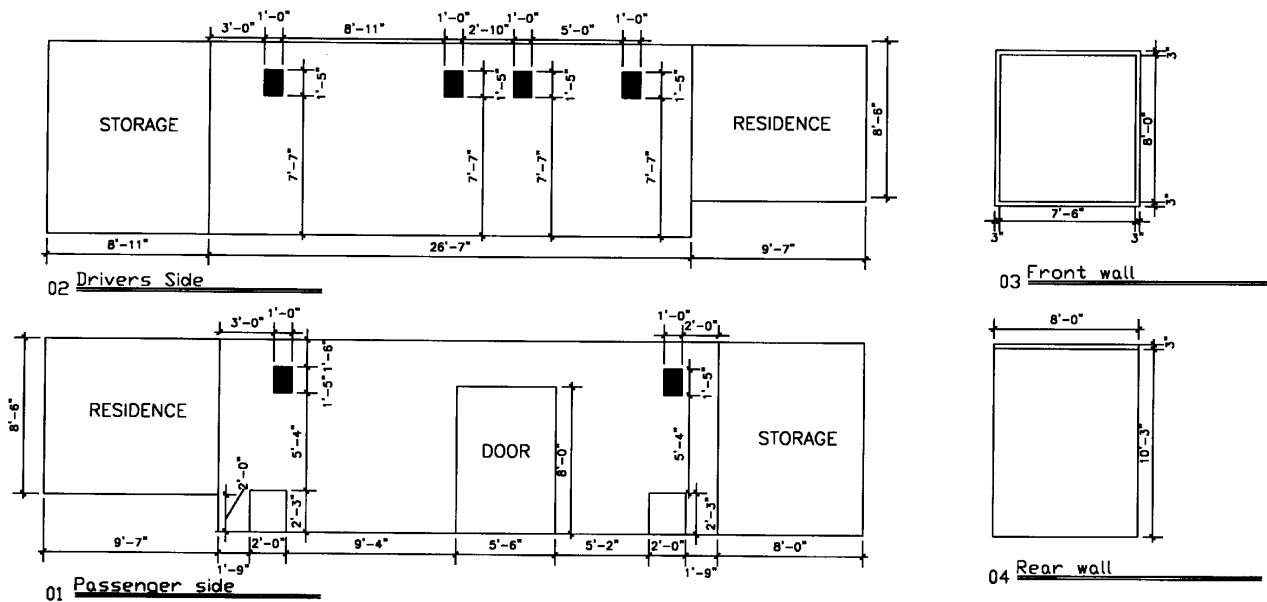 1'-0" 1'-0" 1'-0" 1'-0"
3'-0" 8'-11" 2'-10" 5'-0"
1'-5" 1'-5" 1'-5" 1'-5"
STORAGE RESIDENCE
8'-6"
7'-7" 7'-7" 7'-7" 7'-7"
8'-11" 26'-7" 9'-7"
02 Drivers Side
3"
8'-0"
7'-6" 3"
3" 3"
03 Front wall
1'-0" 1'-0"
3'-0" 2'-0"
1'-6"
1'-5" 1'-5"
8'-6" RESIDENCE
5'-4" DOOR 8'-0" 5'-4" STORAGE
2'-0"
2'-3" 2'-3"
9'-7" 2'-0" 9'-4" 5'-6" 5'-2" 2'-0" 8'-0"
1'-9" 1'-9"
01 Passenger side
8'-0"
3"
10'-3"
04 Rear wall